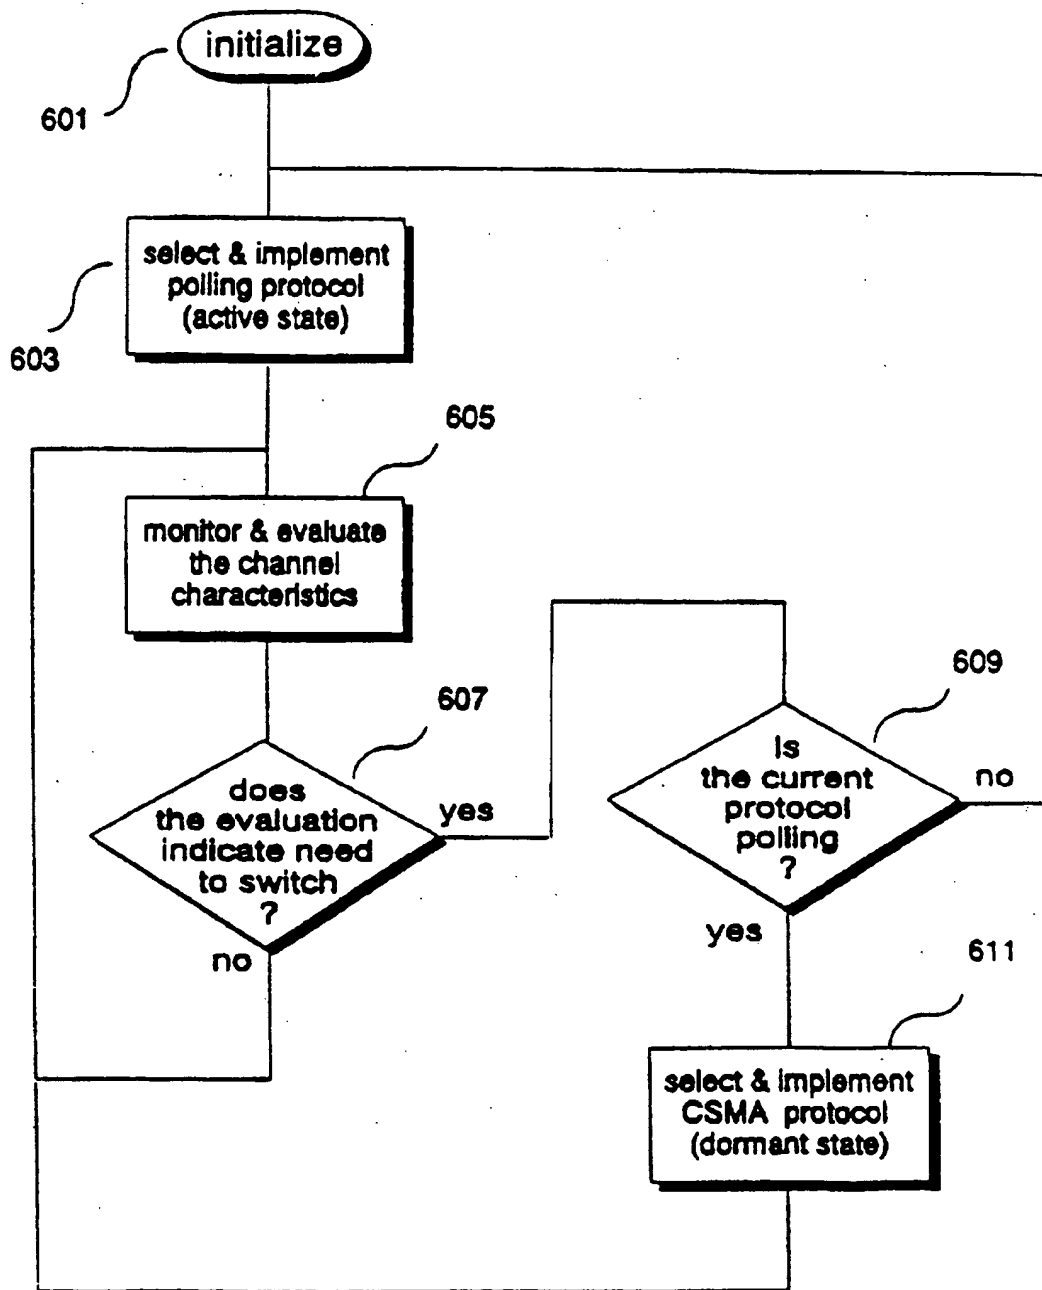 initialize
601
select & implement
polling protocol
(active state)
603
605
monitor & evaluate
the channel
characteristics
607
does
the evaluation
indicate need
to switch
?
yes
no
609
Is
the current
protocol
polling
?
no
yes
611
select & implement
CSMA protocol
(dormant state)